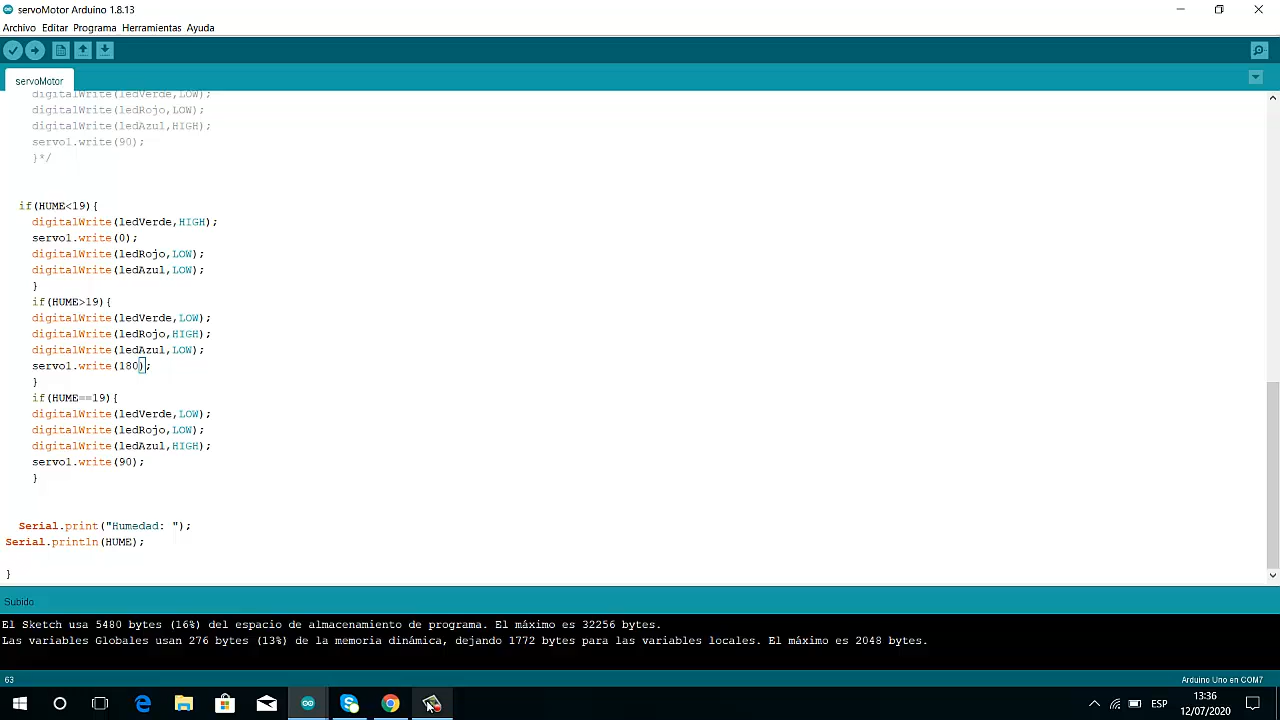 servoMotor Arduino 1.8.13
Archivo Editar Programa Herramientas Ayuda
servoMotor
digitalWrite(ledVerde,LOW);
digitalWrite(ledRojo,LOW);
digitalWrite(ledAzul,HIGH);
servo1.write(90);
}*/
if(HUME<19){
digitalWrite(ledVerde,HIGH);
servo1.write(0);
digitalWrite(ledRojo,LOW);
digitalWrite(ledAzul,LOW);
}
if(HUME>19){
digitalWrite(ledVerde,LOW);
digitalWrite(ledRojo,HIGH);
digitalWrite(ledAzul,LOW);
servo1.write(180);
}
if(HUME==19){
digitalWrite(ledVerde,LOW);
digitalWrite(ledRojo,LOW);
digitalWrite(ledAzul,HIGH);
servo1.write(90);
}
Serial.print("Humedad: ");
Serial.println(HUME);
}
Subido
El Sketch usa 5480 bytes (16%) del espacio de almacenamiento de programa. El máximo es 32256 bytes.
Las variables Globales usan 276 bytes (13%) de la memoria dinámica, dejando 1772 bytes para las variables locales. El máximo es 2048 bytes.
63
Arduino Uno en COM7
ESP
13:36
12/07/2020